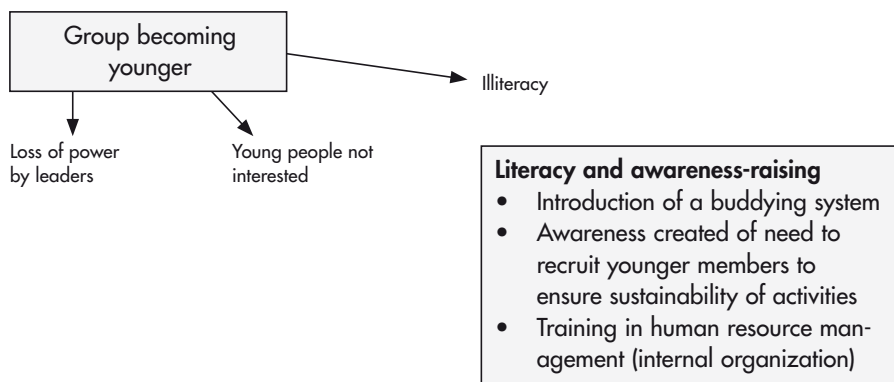 Group becoming
younger
Illiteracy
Loss of power
by leaders
Young people not
interested
Literacy and awareness-raising
• Introduction of a buddying system
• Awareness created of need to
recruit younger members to
ensure sustainability of activities
• Training in human resource man-
agement (internal organization)